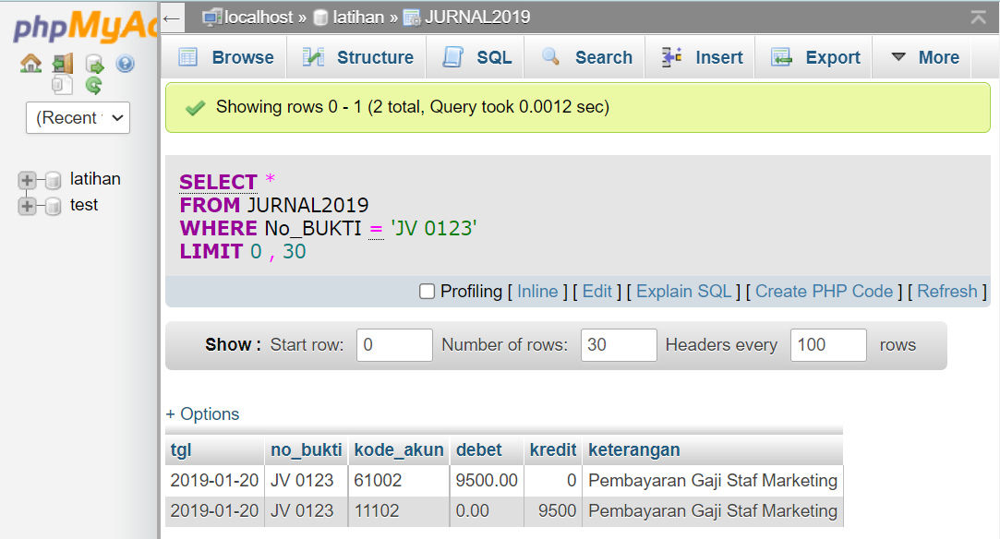 phpMyAd
localhost » latihan » JURNAL2019
Browse Structure SQL Search Insert Export More
(Recent
Showing rows 0 - 1 (2 total, Query took 0.0012 sec)
latihan
test
SELECT *
FROM JURNAL2019
WHERE No_BUKTI = 'JV 0123'
LIMIT 0 , 30
Profiling [ Inline ] [ Edit ] [ Explain SQL ] [ Create PHP Code ] [ Refresh ]
Show : Start row: 0 Number of rows: 30 Headers every 100 rows
+ Options
tgl no_bukti kode_akun debet kredit keterangan
2019-01-20 JV 0123 61002 9500.00 0 Pembayaran Gaji Staf Marketing
2019-01-20 JV 0123 11102 0.00 9500 Pembayaran Gaji Staf Marketing